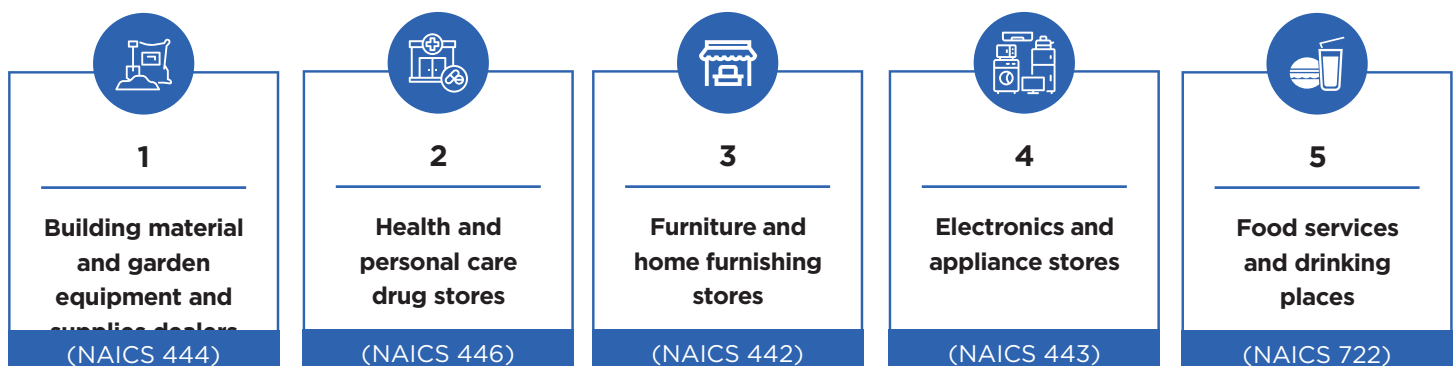 1
Building material
and garden
equipment and
supplies dealers
(NAICS 444)
2
Health and
personal care
drug stores
(NAICS 446)
3
Furniture and
home furnishing
stores
(NAICS 442)
4
Electronics and
appliance stores
(NAICS 443)
5
Food services
and drinking
places
(NAICS 722)